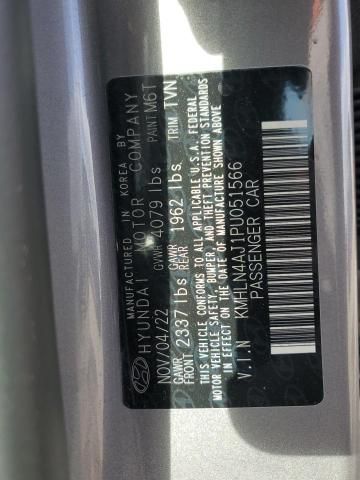 MANUFACTURED IN KOREA BY
HYUNDAI MOTOR COMPANY
NOV/04/22 GVWR 4079 lbs PAINT M6T
GAWR FRONT 2337 lbs GAWR REAR 1962 lbs. TRIM TVN
THIS VEHICLE CONFORMS TO ALL APPLICABLE U.S.A. FEDERAL
MOTOR VEHICLE SAFETY, BUMPER, AND THEFT PREVENTION STANDARDS
IN EFFECT ON THE DATE OF MANUFACTURE SHOWN ABOVE
V.I.N KMHLN4AJ1PU051566
PASSENGER CAR